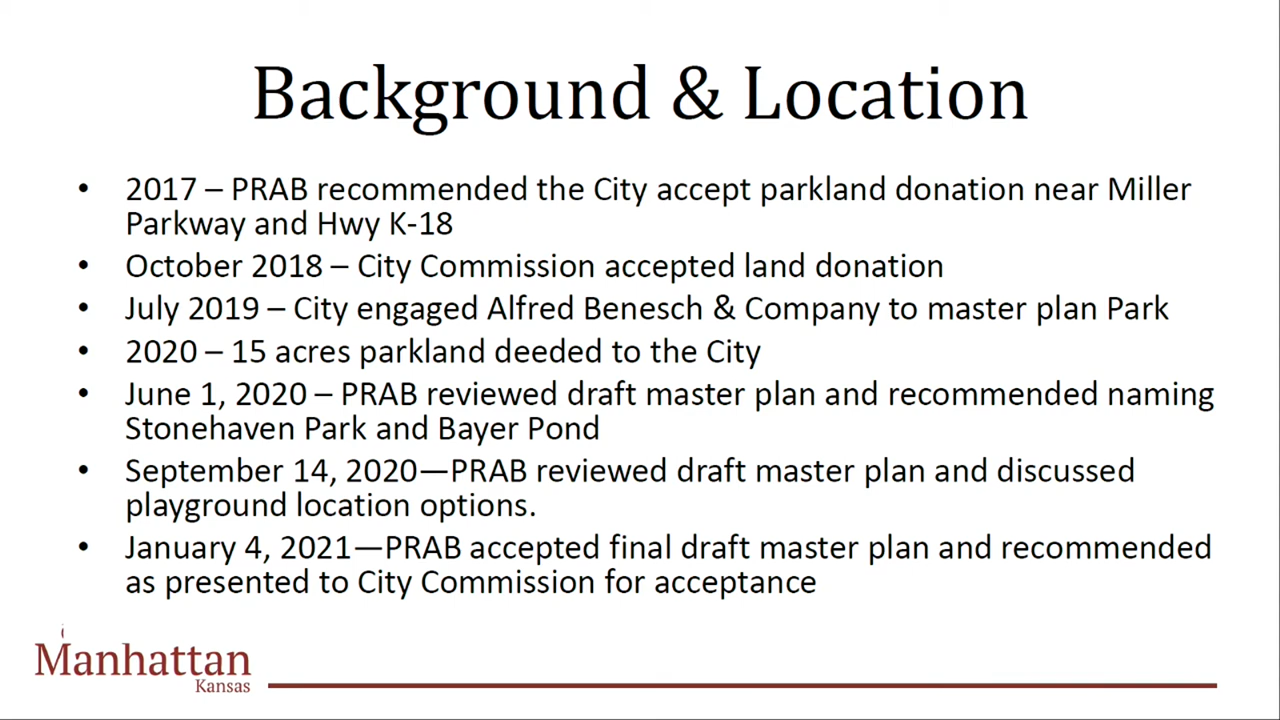 Background & Location
• 2017 – PRAB recommended the City accept parkland donation near Miller
Parkway and Hwy K-18
• October 2018 – City Commission accepted land donation
• July 2019 – City engaged Alfred Benesch & Company to master plan Park
• 2020 – 15 acres parkland deeded to the City
• June 1, 2020 – PRAB reviewed draft master plan and recommended naming
Stonehaven Park and Bayer Pond
• September 14, 2020—PRAB reviewed draft master plan and discussed
playground location options.
• January 4, 2021—PRAB accepted final draft master plan and recommended
as presented to City Commission for acceptance
Manhattan
Kansas